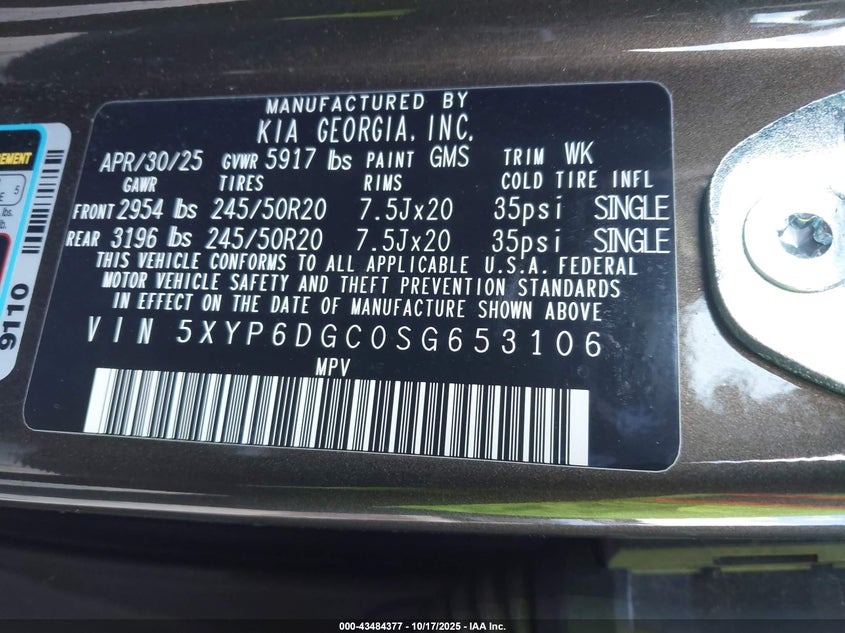 MANUFACTURED BY
KIA GEORGIA, INC.
APR/30/25 GVWR 5917 lbs PAINT GMS TRIM WK
GAWR TIRES RIMS COLD TIRE INFL
FRONT 2954 lbs 245/50R20 7.5Jx20 35psi SINGLE
REAR 3196 lbs 245/50R20 7.5Jx20 35psi SINGLE
THIS VEHICLE CONFORMS TO ALL APPLICABLE U.S.A. FEDERAL
MOTOR VEHICLE SAFETY AND THEFT PREVENTION STANDARDS
IN EFFECT ON THE DATE OF MANUFACTURE SHOWN ABOVE
VIN 5XYP6DGC0SG653106
MPV
5
lbs.
9110
000-43484377 - 10/17/2025 - IAA Inc.